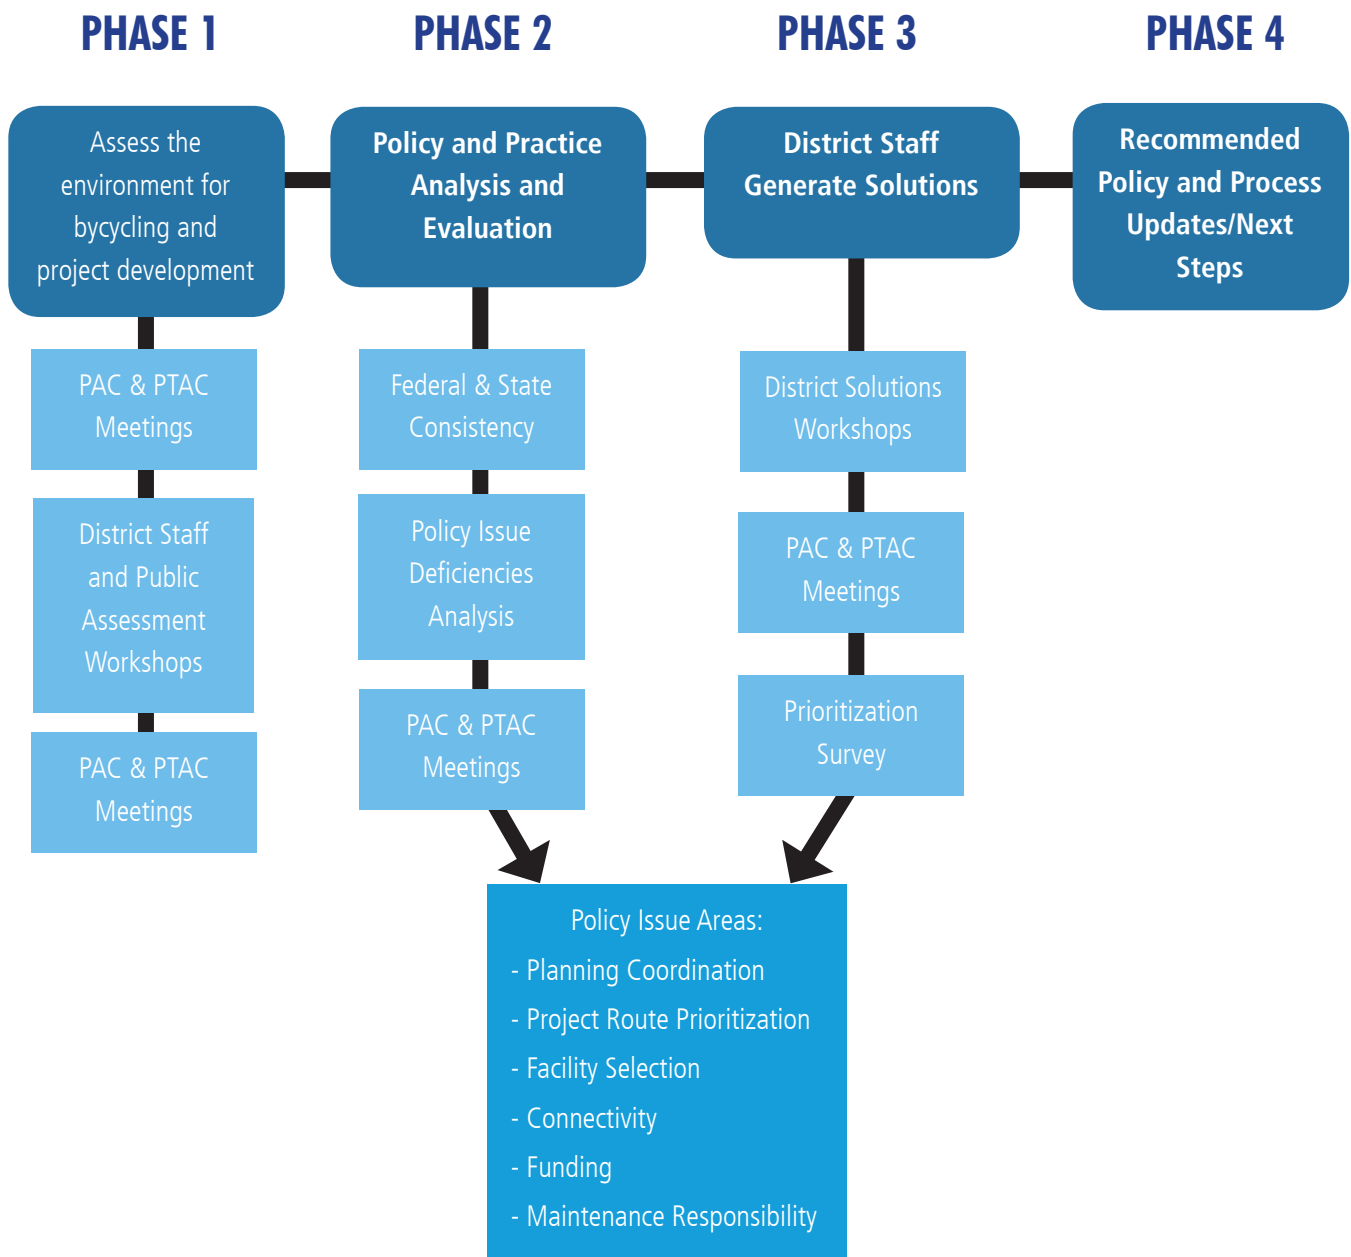 PHASE 1
PHASE 2
PHASE 3
PHASE 4
Assess the
environment for
bycycling and
project development
Policy and Practice
Analysis and
Evaluation
District Staff
Generate Solutions
Recommended
Policy and Process
Updates/Next
Steps
PAC & PTAC
Meetings
District Staff
and Public
Assessment
Workshops
PAC & PTAC
Meetings
Federal & State
Consistency
Policy Issue
Deficiencies
Analysis
PAC & PTAC
Meetings
District Solutions
Workshops
PAC & PTAC
Meetings
Prioritization
Survey
Policy Issue Areas:
- Planning Coordination
- Project Route Prioritization
- Facility Selection
- Connectivity
- Funding
- Maintenance Responsibility